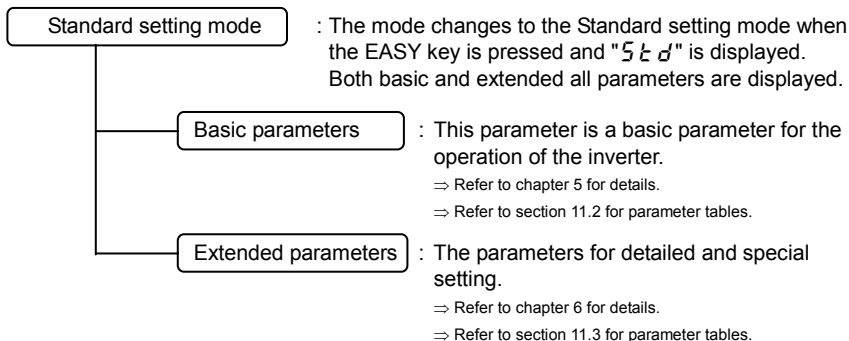 Standard setting mode : The mode changes to the Standard setting mode when
the EASY key is pressed and "Std" is displayed.
Both basic and extended all parameters are displayed.
Basic parameters : This parameter is a basic parameter for the
operation of the inverter.
⇒ Refer to chapter 5 for details.
⇒ Refer to section 11.2 for parameter tables.
Extended parameters : The parameters for detailed and special
setting.
⇒ Refer to chapter 6 for details.
⇒ Refer to section 11.3 for parameter tables.